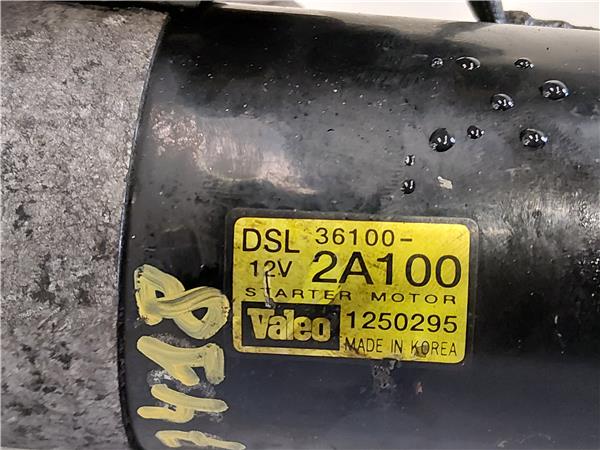 DSL 36100-
12V 2A100
STARTER MOTOR
Valeo 1250295
MADE IN KOREA